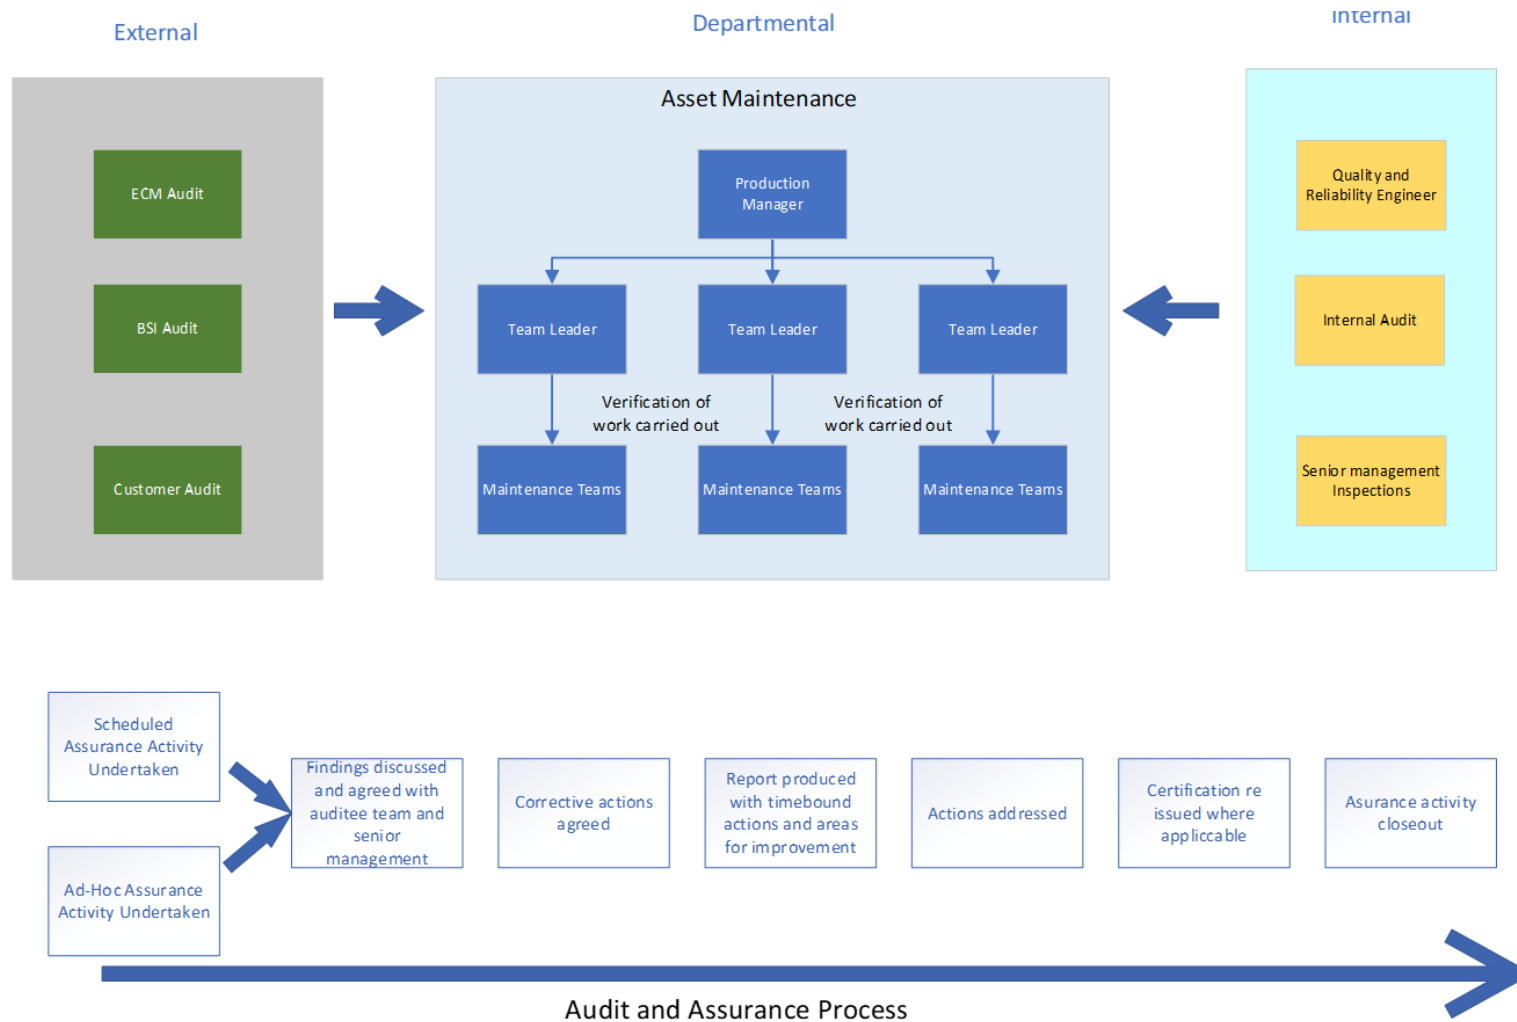 External
Departmental
Internal
Asset Maintenance
ECM Audit
BSI Audit
Customer Audit
Production
Manager
Team Leader
Team Leader
Team Leader
Verification of
work carried out
Verification of
work carried out
Maintenance Teams
Maintenance Teams
Maintenance Teams
Quality and
Reliability Engineer
Internal Audit
Senior management
Inspections
Scheduled
Assurance Activity
Undertaken
Ad-Hoc Assurance
Activity Undertaken
Findings discussed
and agreed with
auditee team and
senior
management
Corrective actions
agreed
Report produced
with timebound
actions and areas
for improvement
Actions addressed
Certification re
issued where
appliccable
Asurance activity
closeout
Audit and Assurance Process